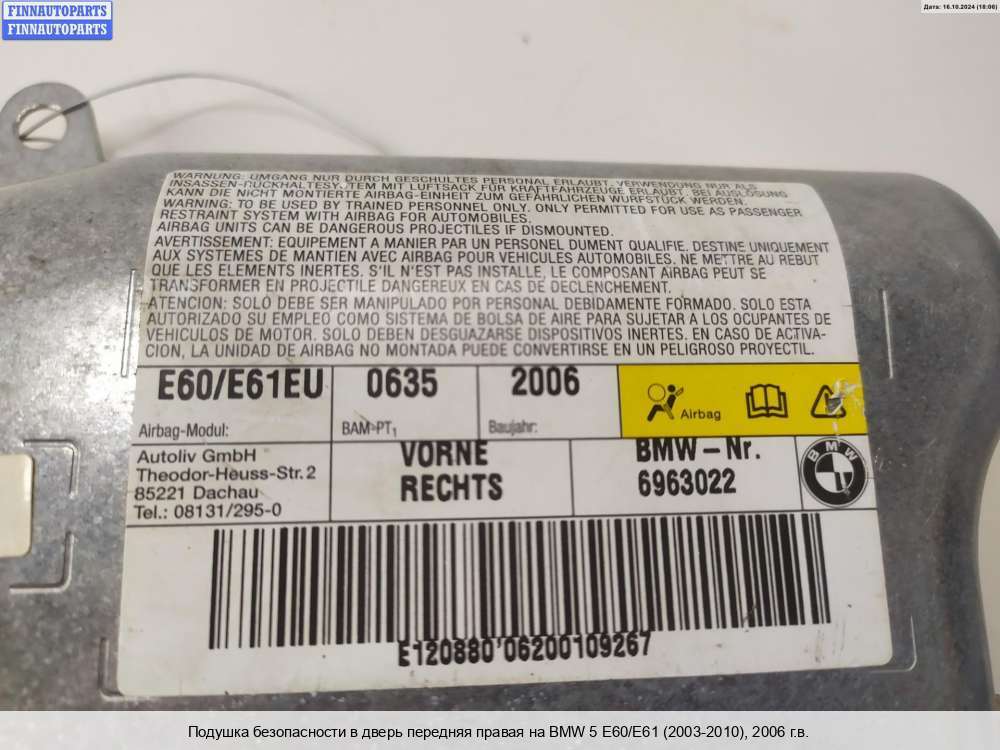 FINNAUTOPARTS
FINNAUTOPARTS
Дата: 16.10.2024 (18:06)
WARNUNG: UMGANG NUR DURCH GESCHULTES PERSONAL ERLAUBT. VERWENDUNG NUR ALS
INSASSEN-RÜCKHALTESYSTEM MIT LUFTSACK FÜR KRAFTFAHRZEUGE ERLAUBT. BEI AUSLÖSUNG
KANN DIE NICHT MONTIERTE AIRBAG-EINHEIT ZUM GEFÄHRLICHEN WURFSTÜCK WERDEN.
WARNING: TO BE USED BY TRAINED PERSONNEL ONLY. ONLY PERMITTED FOR USE AS PASSENGER
RESTRAINT SYSTEM WITH AIRBAG FOR AUTOMOBILES.
AIRBAG UNITS CAN BE DANGEROUS PROJECTILES IF DISMOUNTED.
AVERTISSEMENT: EQUIPEMENT A MANIER PAR UN PERSONEL DUMENT QUALIFIE. DESTINE UNIQUEMENT
AUX SYSTEMES DE MANTIEN AVEC AIRBAG POUR VEHICULES AUTOMOBILES. NE METTRE AU REBUT
QUE LES ELEMENTS INERTES. S'IL N'EST PAS INSTALLE, LE COMPOSANT AIRBAG PEUT SE
TRANSFORMER EN PROJECTILE DANGEREUX EN CAS DE DECLENCHEMENT.
ATENCION: SOLO DEBE SER MANIPULADO POR PERSONAL DEBIDAMENTE FORMADO. SOLO ESTA
AUTORIZADO SU EMPLEO COMO SISTEMA DE BOLSA DE AIRE PARA SUJETAR A LOS OCUPANTES DE
VEHICULOS DE MOTOR. SOLO DEBEN DESGUAZARSE DISPOSITIVOS INERTES. EN CASO DE ACTIVA-
CION, LA UNIDAD DE AIRBAG NO MONTADA PUEDE CONVERTIRSE EN UN PELIGROSO PROYECTIL.
E60/E61EU 0635 2006
Airbag
Airbag-Modul: BAM-PT1 Baujahr:
Autoliv GmbH
Theodor-Heuss-Str.2
85221 Dachau
Tel.: 08131/295-0
VORNE
RECHTS
BMW-Nr.
6963022
BMW
E120880'06200109267
Подушка безопасности в дверь передняя правая на BMW 5 E60/E61 (2003-2010), 2006 г.в.